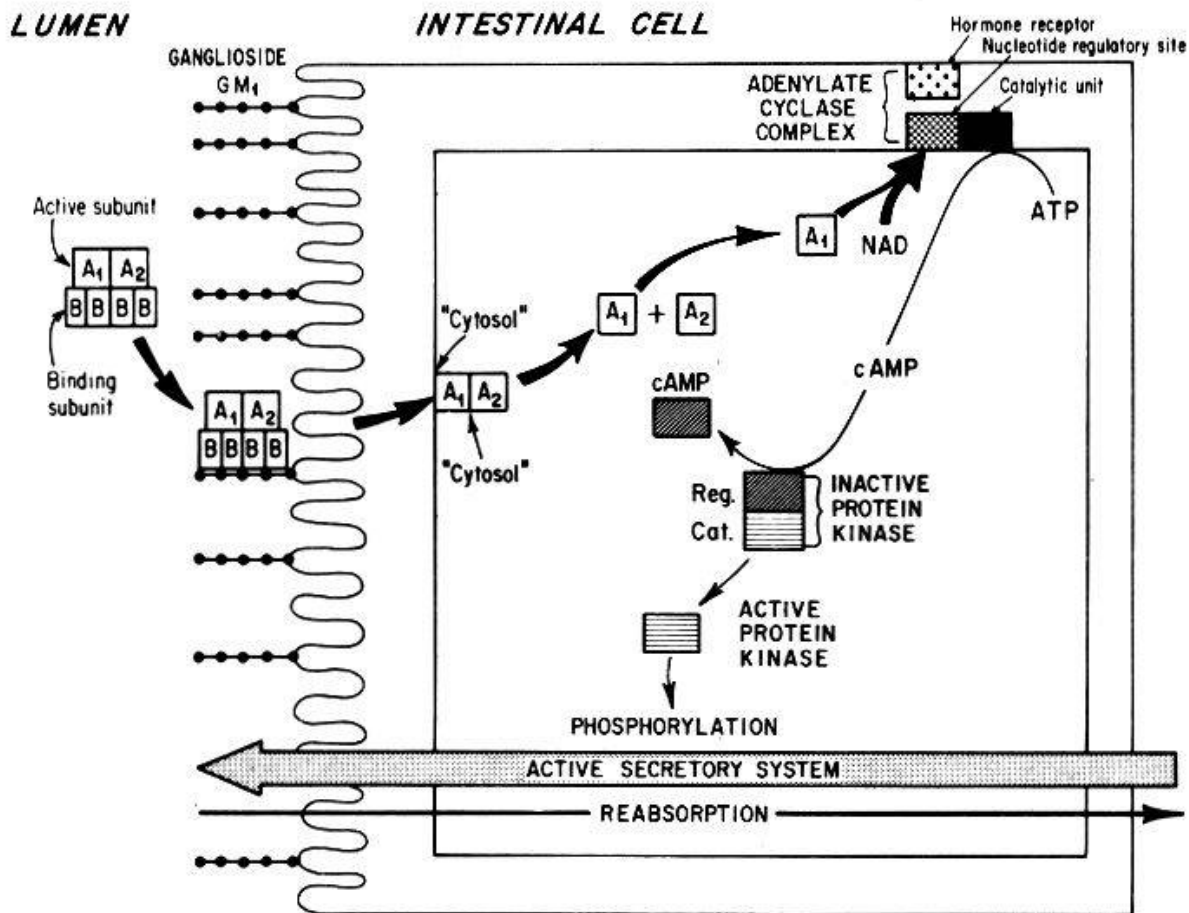 LUMEN
INTESTINAL CELL
Hormone receptor
Nucleotide regulatory site
Catalytic unit
GANGLIOSIDE
GM₁
ADENYLATE
CYCLASE
COMPLEX
ATP
Active subunit
A₁ A₂
B B B B
Binding
subunit
A₁ A₂
B B B B
"Cytosol"
A₁ A₂
"Cytosol"
A₁ + A₂
A₁
NAD
cAMP
cAMP
Reg.
Cat.
INACTIVE
PROTEIN
KINASE
ACTIVE
PROTEIN
KINASE
PHOSPHORYLATION
ACTIVE SECRETORY SYSTEM
REABSORPTION